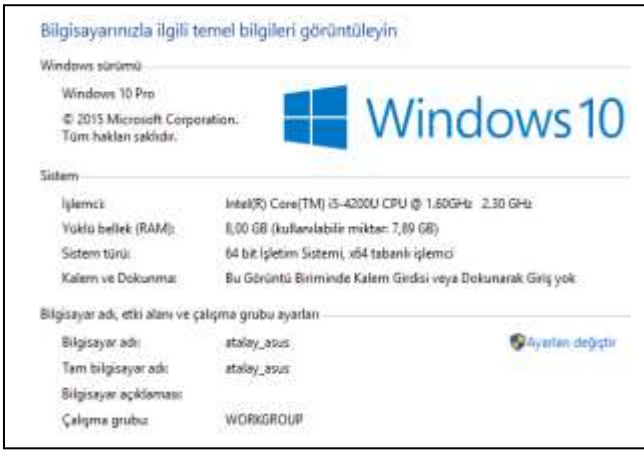 Bilgisayarınızla ilgili temel bilgileri görüntüleyin
Windows sürümü
Windows 10 Pro
© 2015 Microsoft Corporation.
Tüm hakları saklıdır.
Windows 10
Sistem
İşlemci: Intel(R) Core(TM) i5-4200U CPU @ 1.60GHz 2.30 GHz
Yüklü bellek (RAM): 8,00 GB (kullanılabilir miktar: 7,89 GB)
Sistem türü: 64 bit İşletim Sistemi, x64 tabanlı işlemci
Kalem ve Dokunma: Bu Görüntü Biriminde Kalem Girdisi veya Dokunarak Giriş yok
Bilgisayar adı, etki alanı ve çalışma grubu ayarları
Bilgisayar adı: atalay_asus
Ayarları değiştir
Tam bilgisayar adı: atalay_asus
Bilgisayar açıklaması:
Çalışma grubu: WORKGROUP